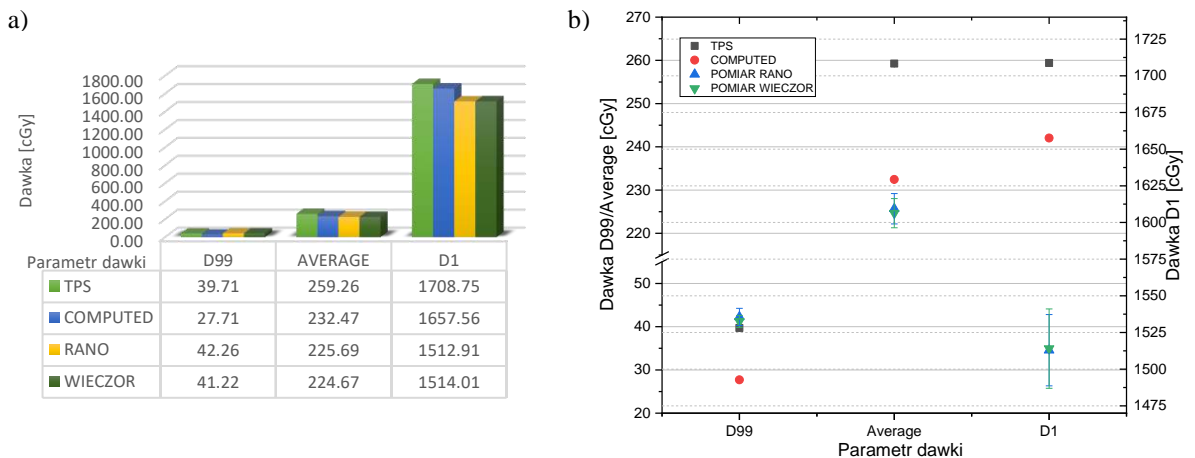 a)
1800.00
1600.00
1400.00
1200.00
1000.00
800.00
600.00
400.00
200.00
0.00
Dawka [cGy]
Parametr dawki D99 AVERAGE D1
TPS 39.71 259.26 1708.75
COMPUTED 27.71 232.47 1657.56
RANO 42.26 225.69 1512.91
WIECZOR 41.22 224.67 1514.01
b)
TPS
COMPUTED
POMIAR RANO
POMIAR WIECZOR
Dawka D99/Average [cGy]
270
260
250
240
230
220
50
40
30
20
1725
1700
1675
1650
1625
1600
1575
1550
1525
1500
1475
Dawka D1 [cGy]
D99 Average D1
Parametr dawki